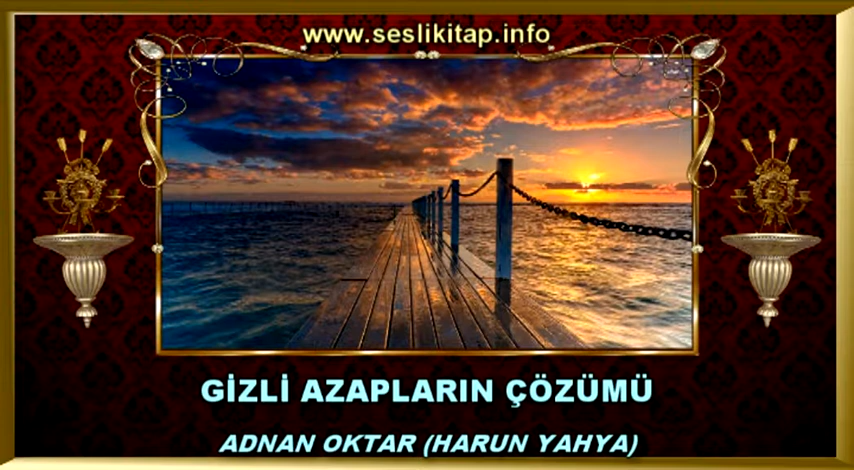 www.seslikitap.info
GİZLİ AZAPLARIN ÇÖZÜMÜ
ADNAN OKTAR (HARUN YAHYA)